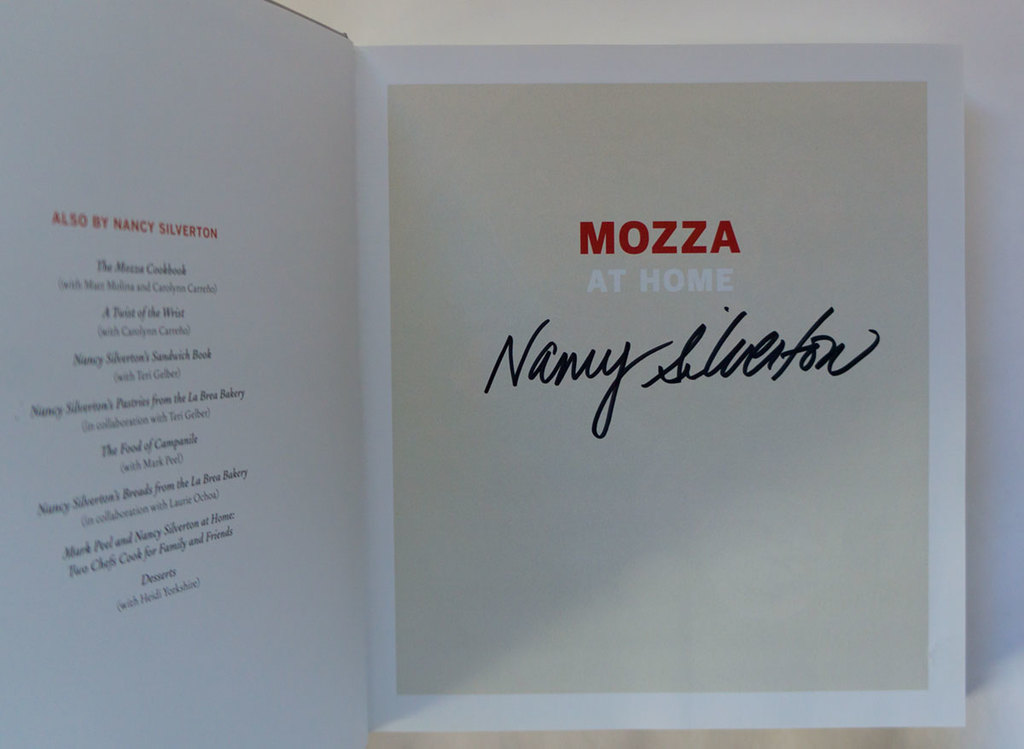 ALSO BY NANCY SILVERTON
The Mozza Cookbook
(with Matt Molina and Carolynn Carreño)
A Twist of the Wrist
(with Carolynn Carreño)
Nancy Silverton's Sandwich Book
(with Teri Gelber)
Nancy Silverton's Pastries from the La Brea Bakery
(in collaboration with Teri Gelber)
The Food of Campanile
(with Mark Peel)
Nancy Silverton's Breads from the La Brea Bakery
(in collaboration with Laurie Ochoa)
Mark Peel and Nancy Silverton at Home:
Two Chefs Cook for Family and Friends
Desserts
(with Heidi Yorkshire)
MOZZA
AT HOME
Nancy Silverton